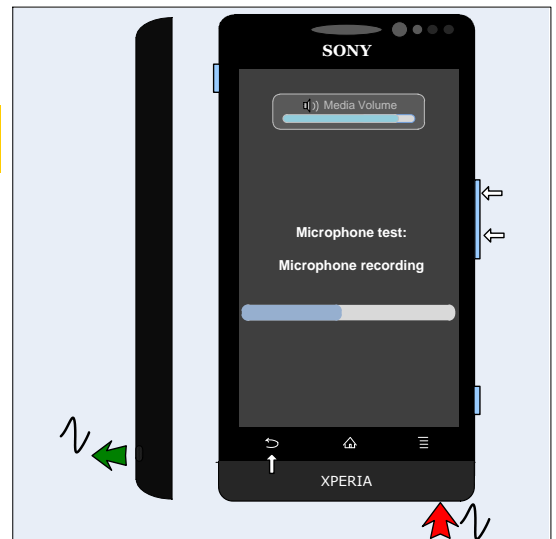 SONY
Media Volume
Microphone test:
Microphone recording
XPERIA